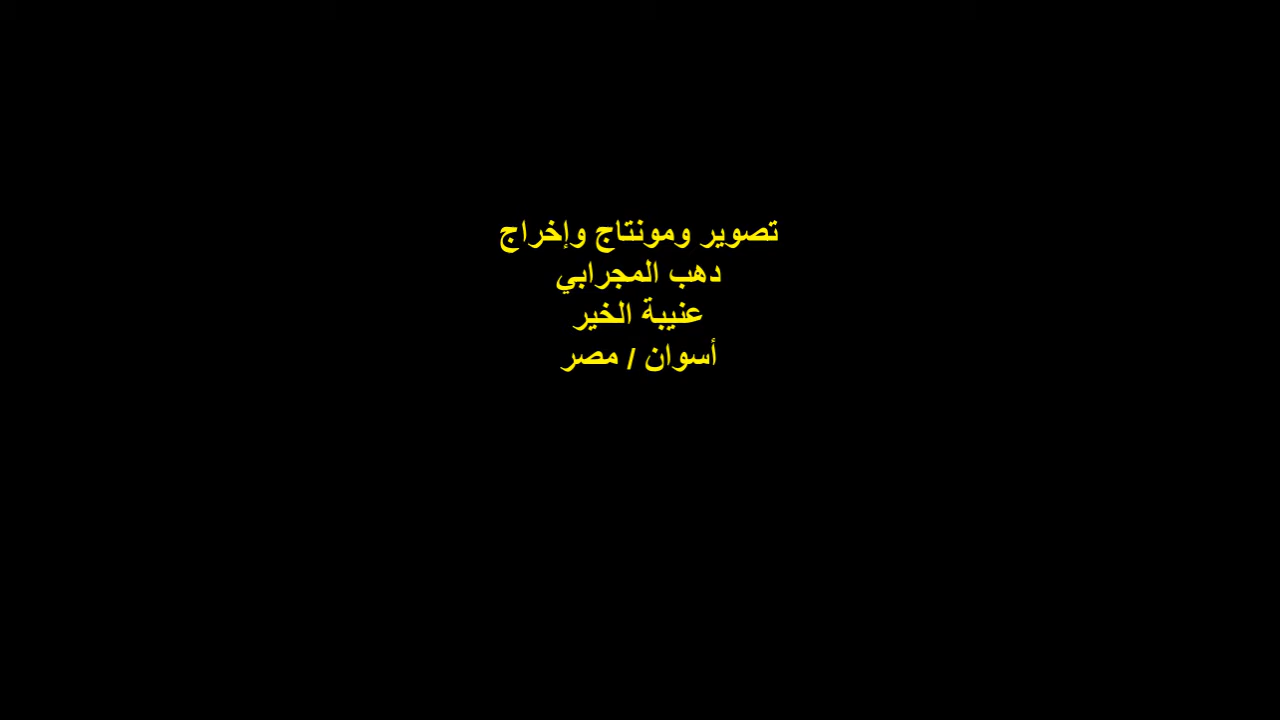 تصوير ومونتاج وإخراج
دهب المجرابي
عنيبة الخير
أسوان / مصر